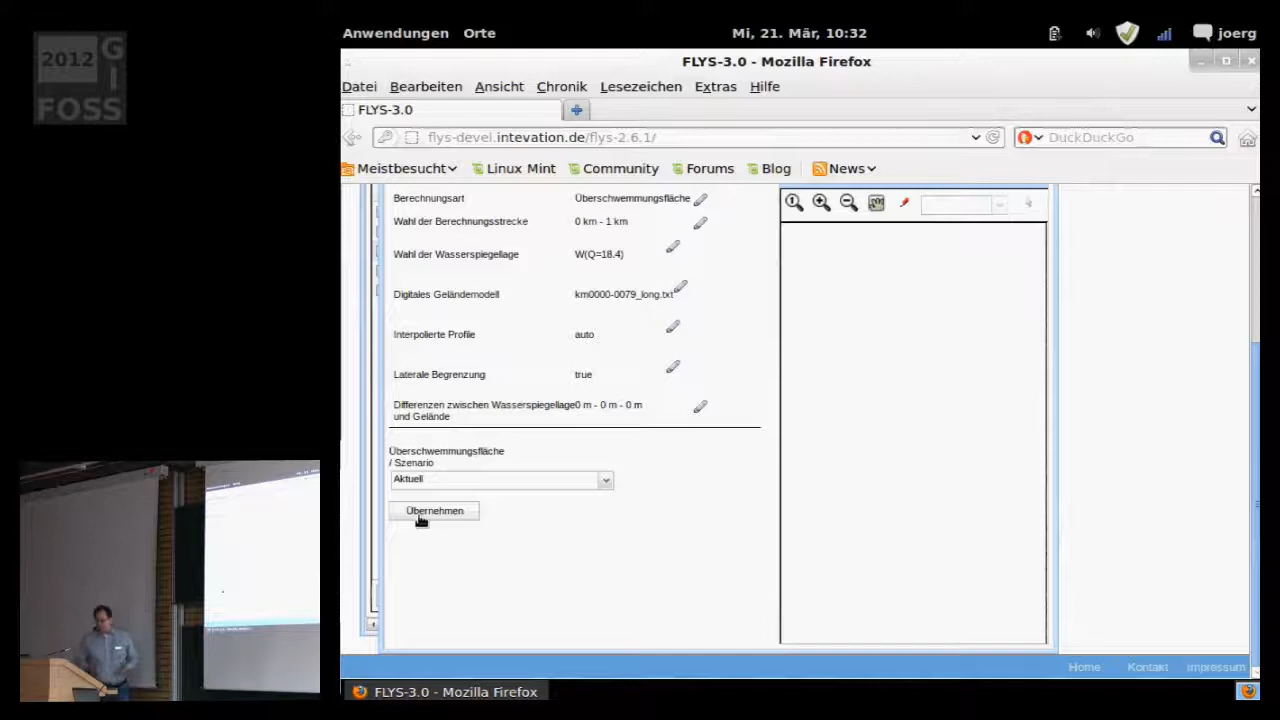 2012 GI
FOSS
Anwendungen Orte
Mi, 21. Mär, 10:32
joerg
FLYS-3.0 - Mozilla Firefox
Datei Bearbeiten Ansicht Chronik Lesezeichen Extras Hilfe
FLYS-3.0
flys-devel.intevation.de/flys-2.6.1/
DuckDuckGo
Meistbesucht Linux Mint Community Forums Blog News
Berechnungsart Überschwemmungsfläche
Wahl der Berechnungsstrecke 0 km - 1 km
Wahl der Wasserspiegellage W(Q=18.4)
Digitales Geländemodell km0000-0079_long.txt
Interpolierte Profile auto
Laterale Begrenzung true
Differenzen zwischen Wasserspiegellage 0 m - 0 m - 0 m
und Gelände
Überschwemmungsfläche
/ Szenario
Aktuell
Übernehmen
Home Kontakt impressum
FLYS-3.0 - Mozilla Firefox